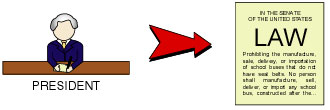 PRESIDENT
IN THE SENATE
OF THE UNITED STATES
LAW
Prohibiting the manufacture,
sale, delivey, or importation
of school buses that do not
have seat belts. No person
shall manufacture, sell,
deliver, or import any school
bus, constructed after the...